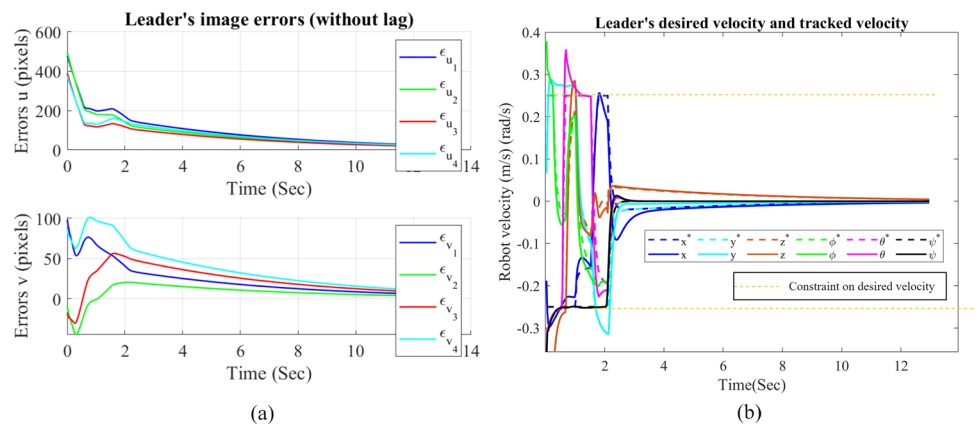 Leader's image errors (without lag)
Errors u (pixels)
600
400
200
0
0 2 4 6 8 10 12 14
Time (Sec)
ϵu1
ϵu2
ϵu3
ϵu4
Errors v (pixels)
100
50
0
0 2 4 6 8 10 14
Time (Sec)
ϵv1
ϵv2
ϵv3
ϵv4
(a)
Leader's desired velocity and tracked velocity
Robot velocity (m/s) (rad/s)
0.4
0.3
0.2
0.1
0
-0.1
-0.2
-0.3
0 2 4 6 8 10 12
Time(Sec)
x* y* z* ϕ* θ* ψ*
x y z ϕ θ ψ
Constraint on desired velocity
(b)